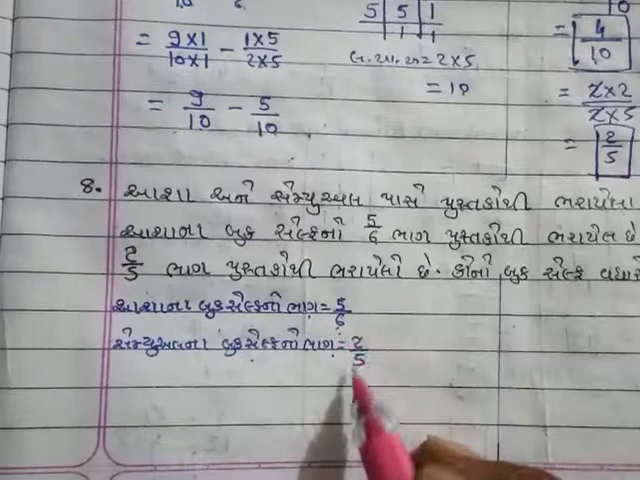 5 5 1
1 1
= 9×1/10×1 − 1×5/2×5
લ.સા.અ.=2×5
= 4/10
= 10
= 9/10 − 5/10
= 2×2/2×5
= 2/5
8. આશા અને સેમ્યુઅલ પાસે પુસ્તકોથી ભરાયેલા
આશાના બુક સેલ્ફનો 5/6 ભાગ પુસ્તકોથી ભરાયેલ છે
2/5 ભાગ પુસ્તકોથી ભરાયેલો છે. કોનો બુક સેલ્ફ વધારે
આશાના બુકસેલ્ફનો ભાગ = 5/6
સેમ્યુઅલના બુકસેલ્ફનો ભાગ = 2/5